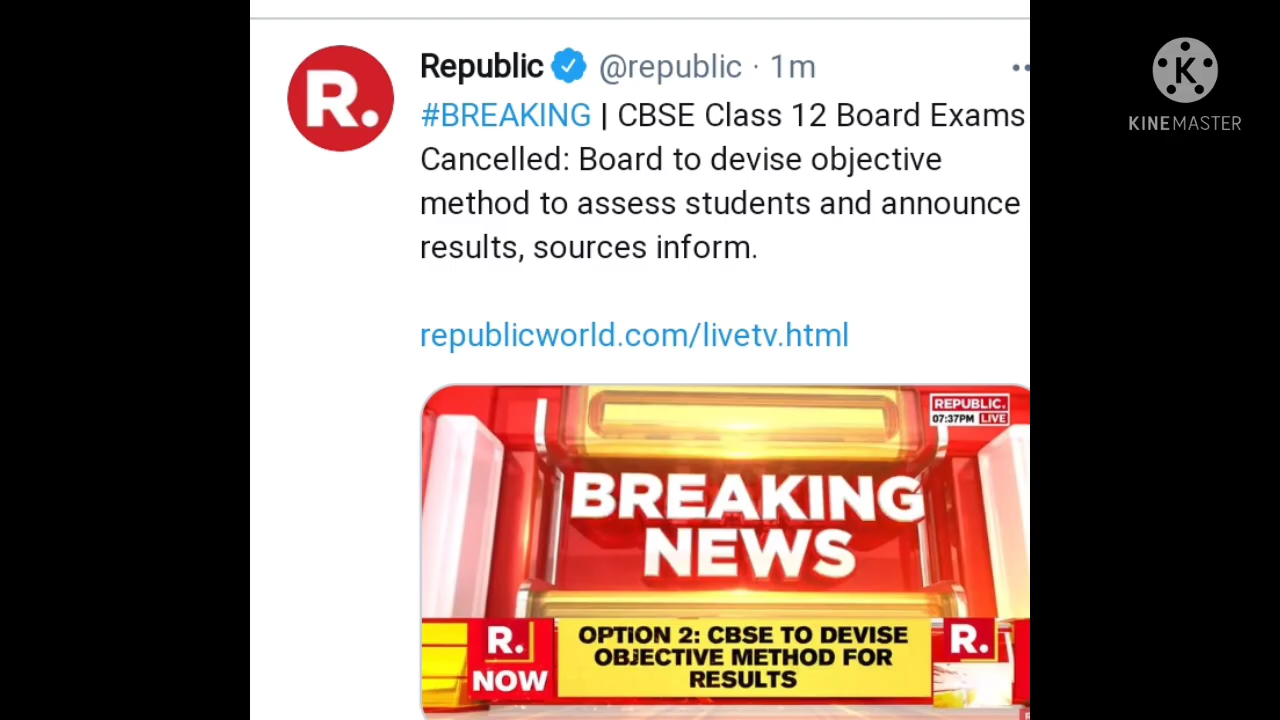 Republic @republic · 1m
#BREAKING | CBSE Class 12 Board Exams
Cancelled: Board to devise objective
method to assess students and announce
results, sources inform.
republicworld.com/livetv.html
R.
K
KINEMASTER
REPUBLIC.
07:37PM LIVE
BREAKING
NEWS
R.
NOW
OPTION 2: CBSE TO DEVISE
OBJECTIVE METHOD FOR
RESULTS
R.